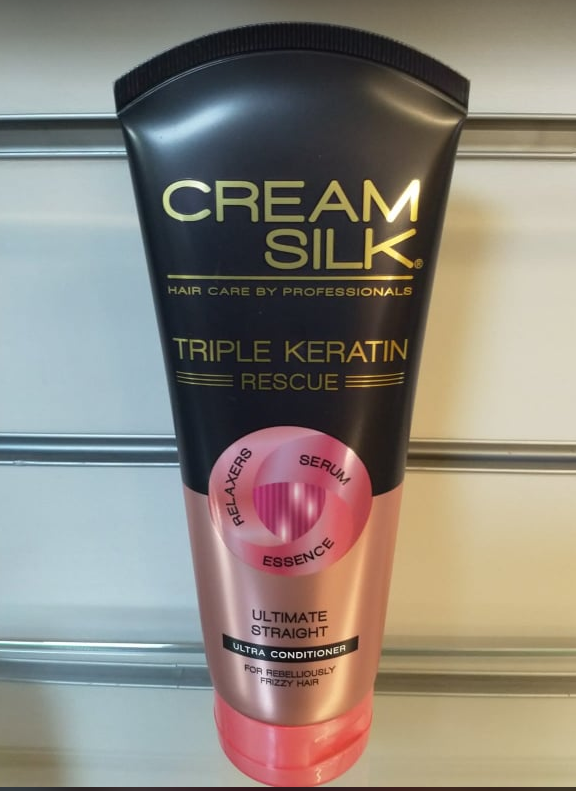 CREAM
SILK®
HAIR CARE BY PROFESSIONALS
TRIPLE KERATIN
RESCUE
RELAXERS
SERUM
ESSENCE
ULTIMATE
STRAIGHT
ULTRA CONDITIONER
FOR REBELLIOUSLY
FRIZZY HAIR